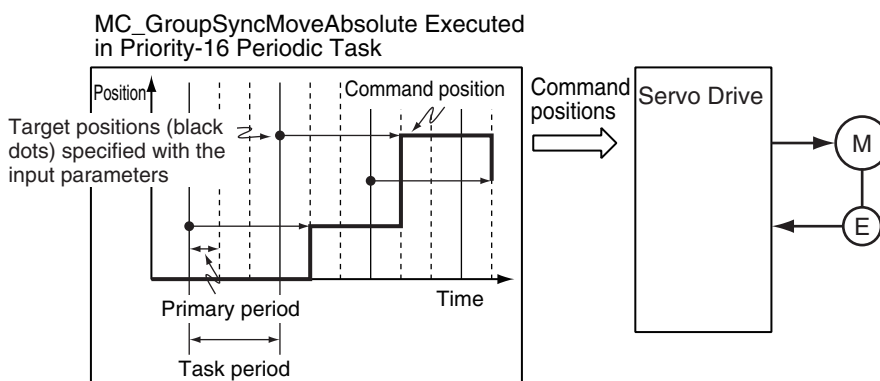 MC_GroupSyncMoveAbsolute Executed
in Priority-16 Periodic Task
Position
Command position
Target positions (black
dots) specified with the
input parameters
Primary period
Time
Task period
Command
positions
Servo Drive
M
E